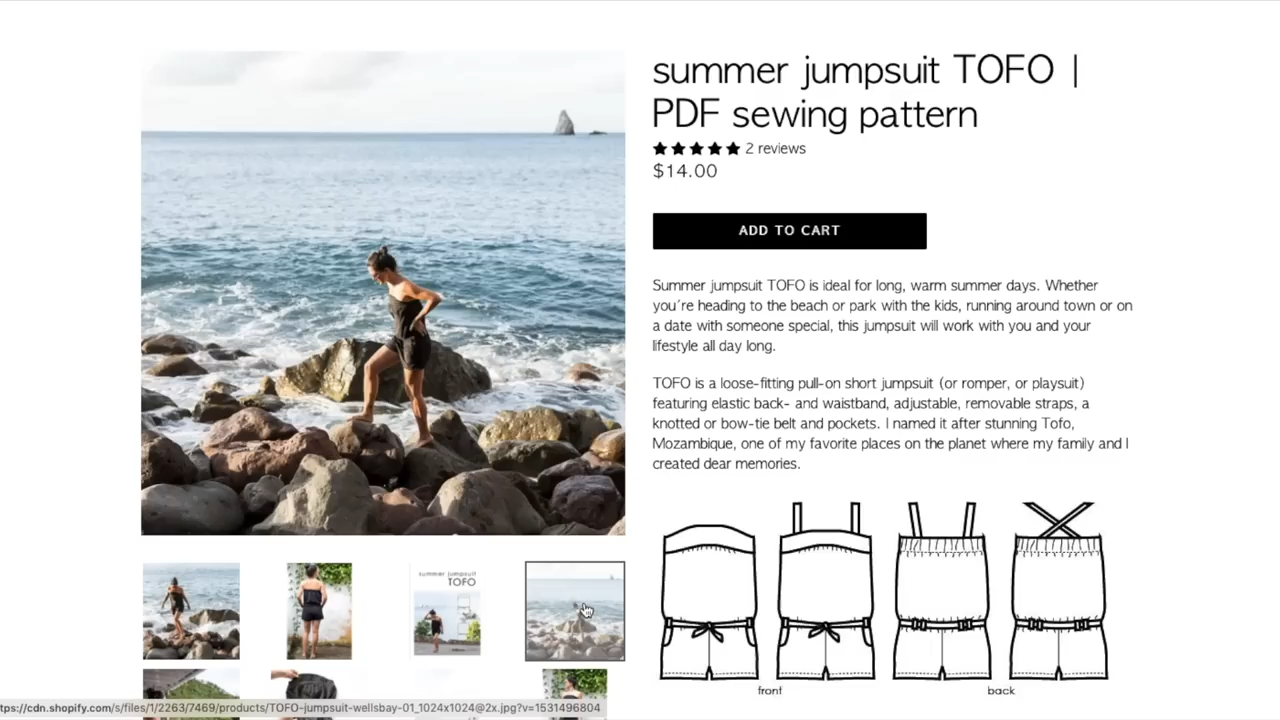 summer jumpsuit TOFO |
PDF sewing pattern
2 reviews
$14.00
ADD TO CART
Summer jumpsuit TOFO is ideal for long, warm summer days. Whether
you´re heading to the beach or park with the kids, running around town or on
a date with someone special, this jumpsuit will work with you and your
lifestyle all day long.
TOFO is a loose-fitting pull-on short jumpsuit (or romper, or playsuit)
featuring elastic back- and waistband, adjustable, removable straps, a
knotted or bow-tie belt and pockets. I named it after stunning Tofo,
Mozambique, one of my favorite places on the planet where my family and I
created dear memories.
summer jumpsuit
TOFO
front
back
tps://cdn.shopify.com/s/files/1/2263/7469/products/TOFO-jumpsuit-wellsbay-01_1024x1024@2x.jpg?v=1531496804